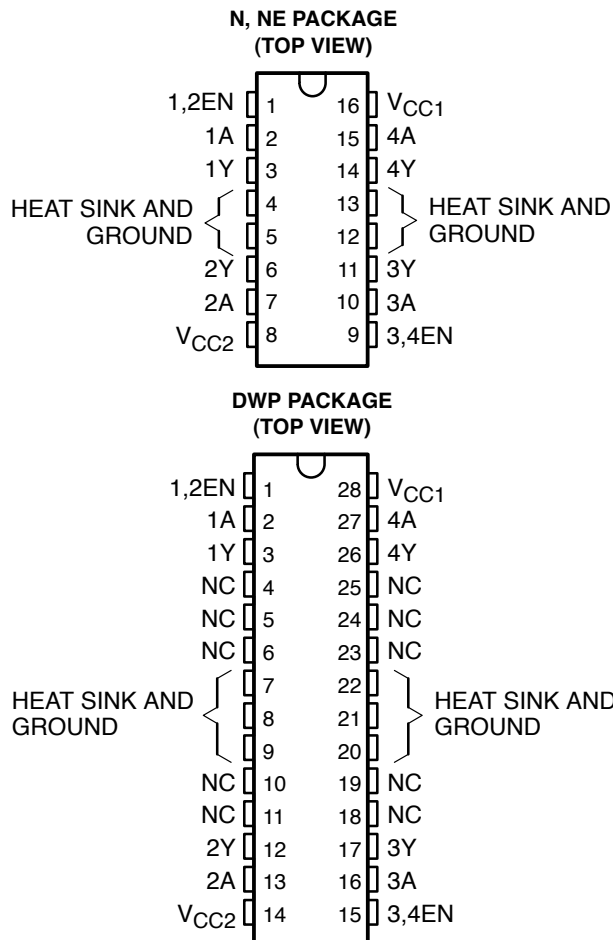 N, NE PACKAGE
(TOP VIEW)
1,2EN 1 16 VCC1
1A 2 15 4A
1Y 3 14 4Y
HEAT SINK AND GROUND 4 13 HEAT SINK AND GROUND
5 12
2Y 6 11 3Y
2A 7 10 3A
VCC2 8 9 3,4EN
DWP PACKAGE
(TOP VIEW)
1,2EN 1 28 VCC1
1A 2 27 4A
1Y 3 26 4Y
NC 4 25 NC
NC 5 24 NC
NC 6 23 NC
7 22
HEAT SINK AND GROUND 8 21 HEAT SINK AND GROUND
9 20
NC 10 19 NC
NC 11 18 NC
2Y 12 17 3Y
2A 13 16 3A
VCC2 14 15 3,4EN